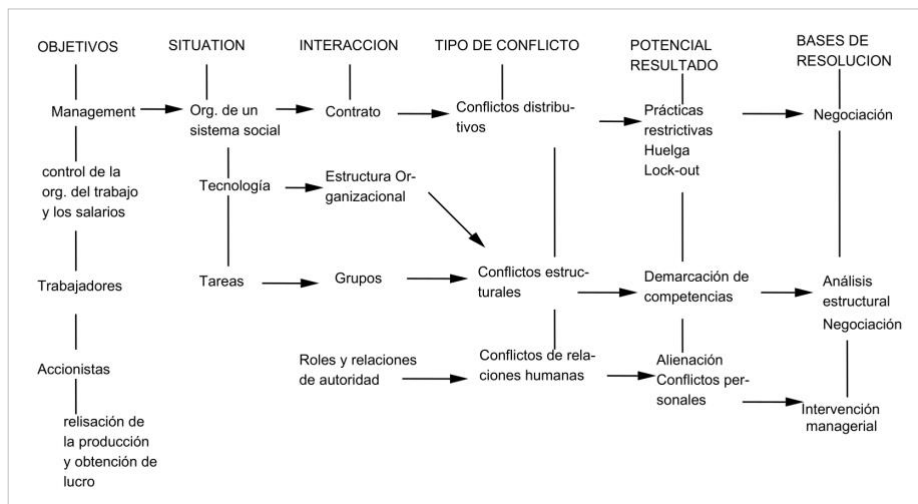 OBJETIVOS
SITUATION
INTERACCION
TIPO DE CONFLICTO
POTENCIAL
RESULTADO
BASES DE
RESOLUCION
Management
Org. de un
sistema social
Contrato
Conflictos distribu-
tivos
Prácticas
restrictivas
Huelga
Lock-out
Negociación
control de la
org. del trabajo
y los salarios
Tecnología
Estructura Or-
ganizacional
Trabajadores
Tareas
Grupos
Conflictos estruc-
turales
Demarcación de
competencias
Análisis
estructural
Negociación
Accionistas
Roles y relaciones
de autoridad
Conflictos de rela-
ciones humanas
Alienación
Conflictos per-
sonales
Intervención
managerial
relisación de
la producción
y obtención de
lucro